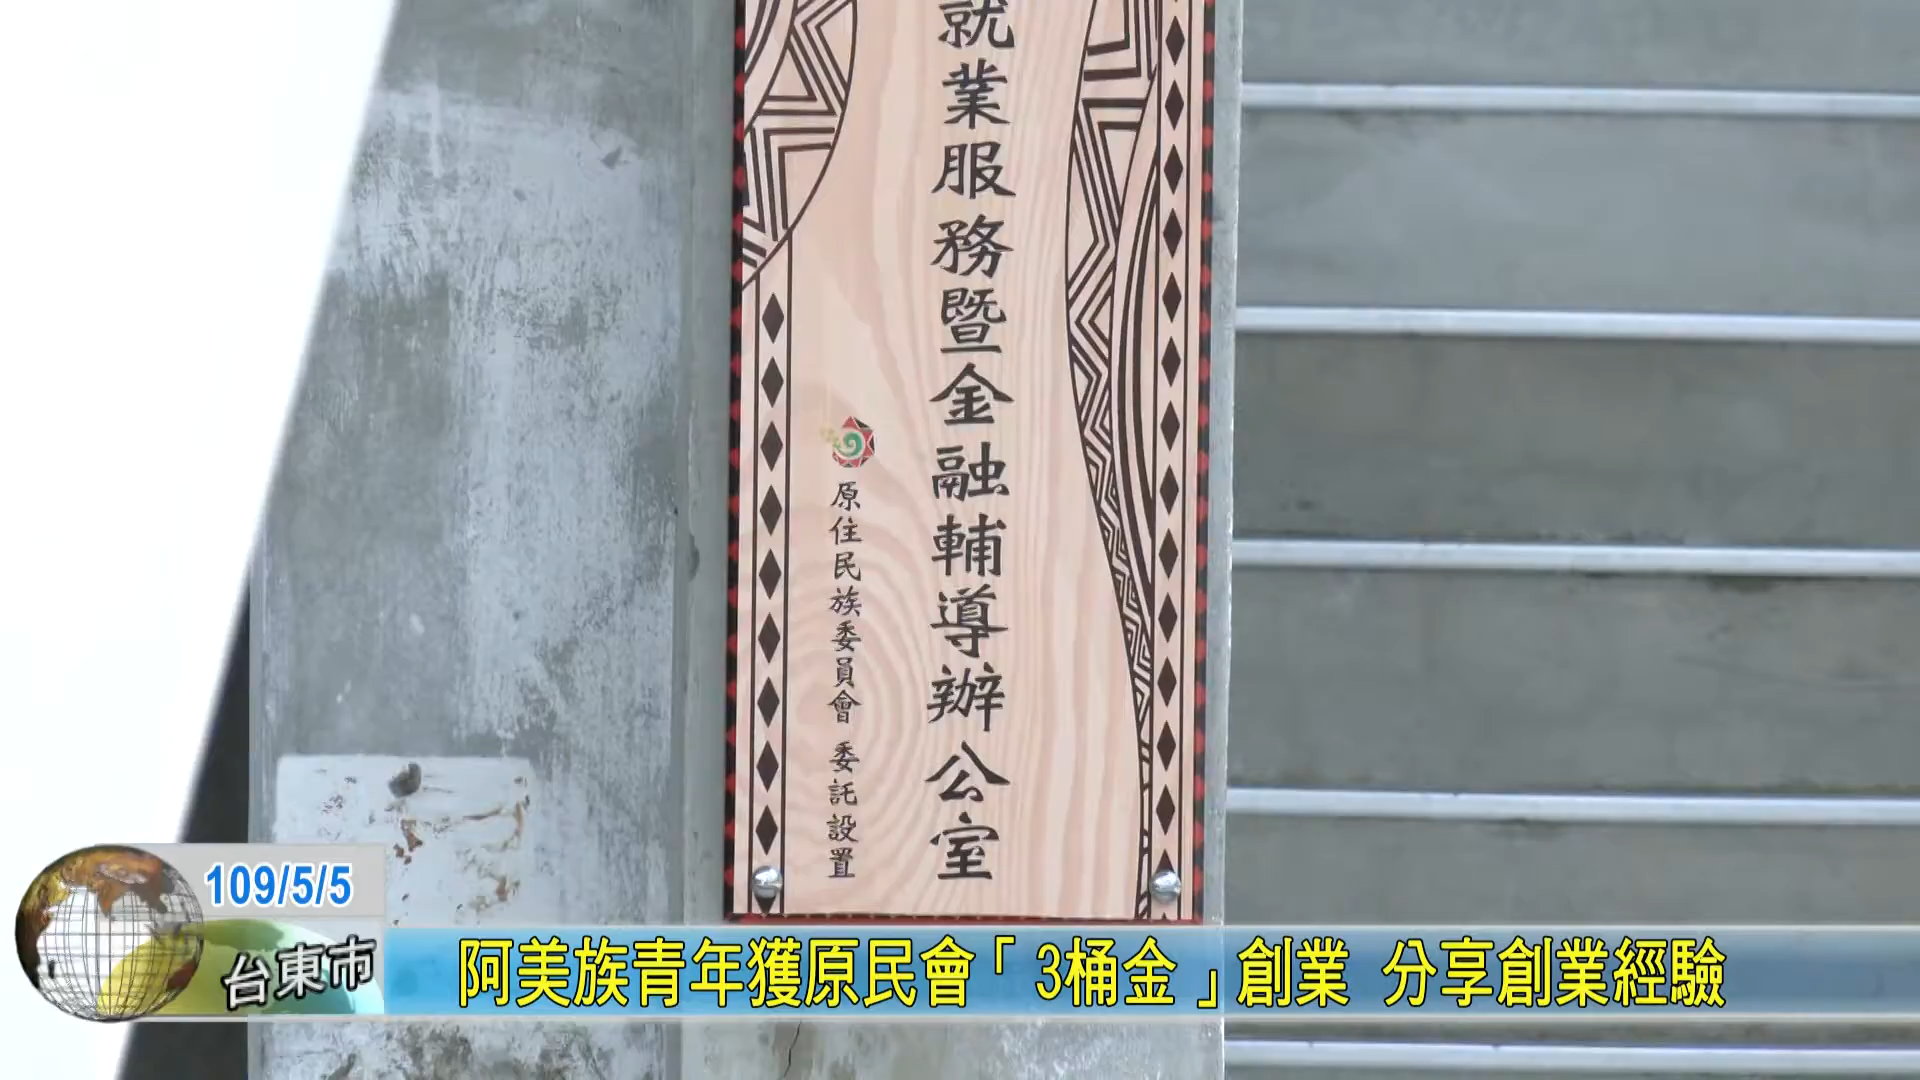 就業服務暨金融輔導辦公室
原住民族委員會 委託設置
109/5/5
台東市
阿美族青年獲原民會「3桶金」創業 分享創業經驗